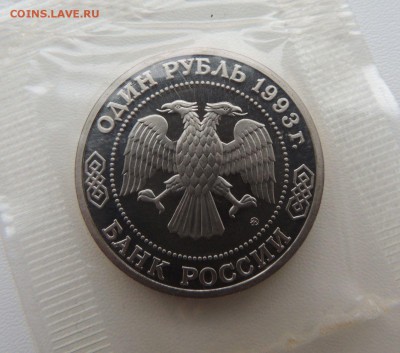 COINS.LAVE.RU
ОДИН РУБЛЬ 1993 г.
БАНК РОССИИ